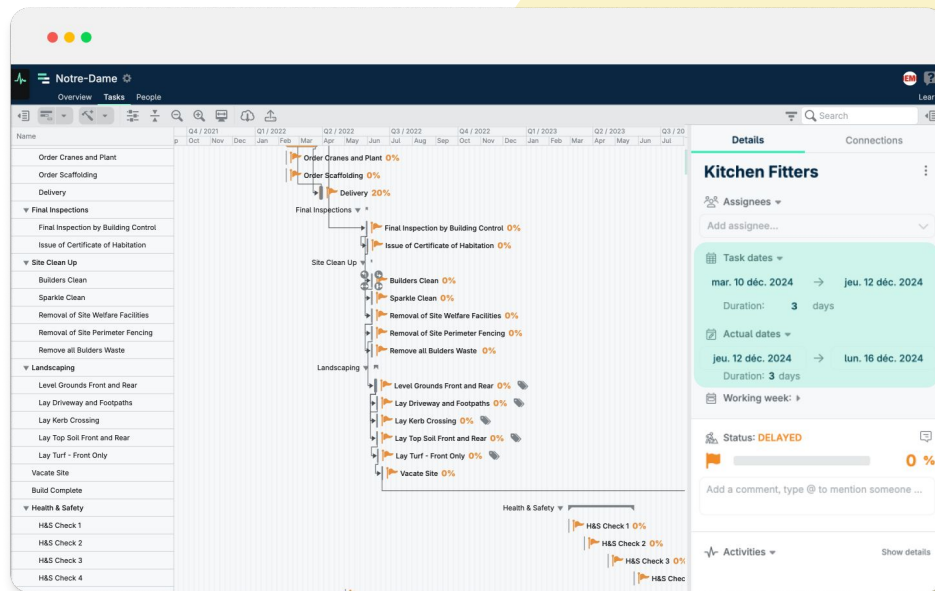 Notre-Dame
EM
Overview Tasks People
Lear
Search
Name
Q4 / 2021 Q1 / 2022 Q2 / 2022 Q3 / 2022 Q4 / 2022 Q1 / 2023 Q2 / 2023 Q3 / 20
p Oct Nov Dec Jan Feb Mar Apr May Jun Jul Aug Sep Oct Nov Dec Jan Feb Mar Apr May Jun Jul
Order Cranes and Plant Order Cranes and Plant 0%
Order Scaffolding Order Scaffolding 0%
Delivery Delivery 20%
Final Inspections Final Inspections
Final Inspection by Building Control Final Inspection by Building Control 0%
Issue of Certificate of Habitation Issue of Certificate of Habitation 0%
Site Clean Up Site Clean Up
Builders Clean Builders Clean 0%
Sparkle Clean Sparkle Clean 0%
Removal of Site Welfare Facilities Removal of Site Welfare Facilities 0%
Removal of Site Perimeter Fencing Removal of Site Perimeter Fencing 0%
Remove all Bulders Waste Remove all Bulders Waste 0%
Landscaping Landscaping
Level Grounds Front and Rear Level Grounds Front and Rear 0%
Lay Driveway and Footpaths Lay Driveway and Footpaths 0%
Lay Kerb Crossing Lay Kerb Crossing 0%
Lay Top Soil Front and Rear Lay Top Soil Front and Rear 0%
Lay Turf - Front Only Lay Turf - Front Only 0%
Vacate Site Vacate Site 0%
Build Complete
Health & Safety Health & Safety
H&S Check 1 H&S Check 1 0%
H&S Check 2 H&S Check 2 0%
H&S Check 3 H&S Check 3 0%
H&S Check 4 H&S Chec
Details Connections
Kitchen Fitters
Assignees
Add assignee...
Task dates
mar. 10 déc. 2024 → jeu. 12 déc. 2024
Duration: 3 days
Actual dates
jeu. 12 déc. 2024 → lun. 16 déc. 2024
Duration: 3 days
Working week:
Status: DELAYED
0 %
Add a comment, type @ to mention someone ...
Activities Show details